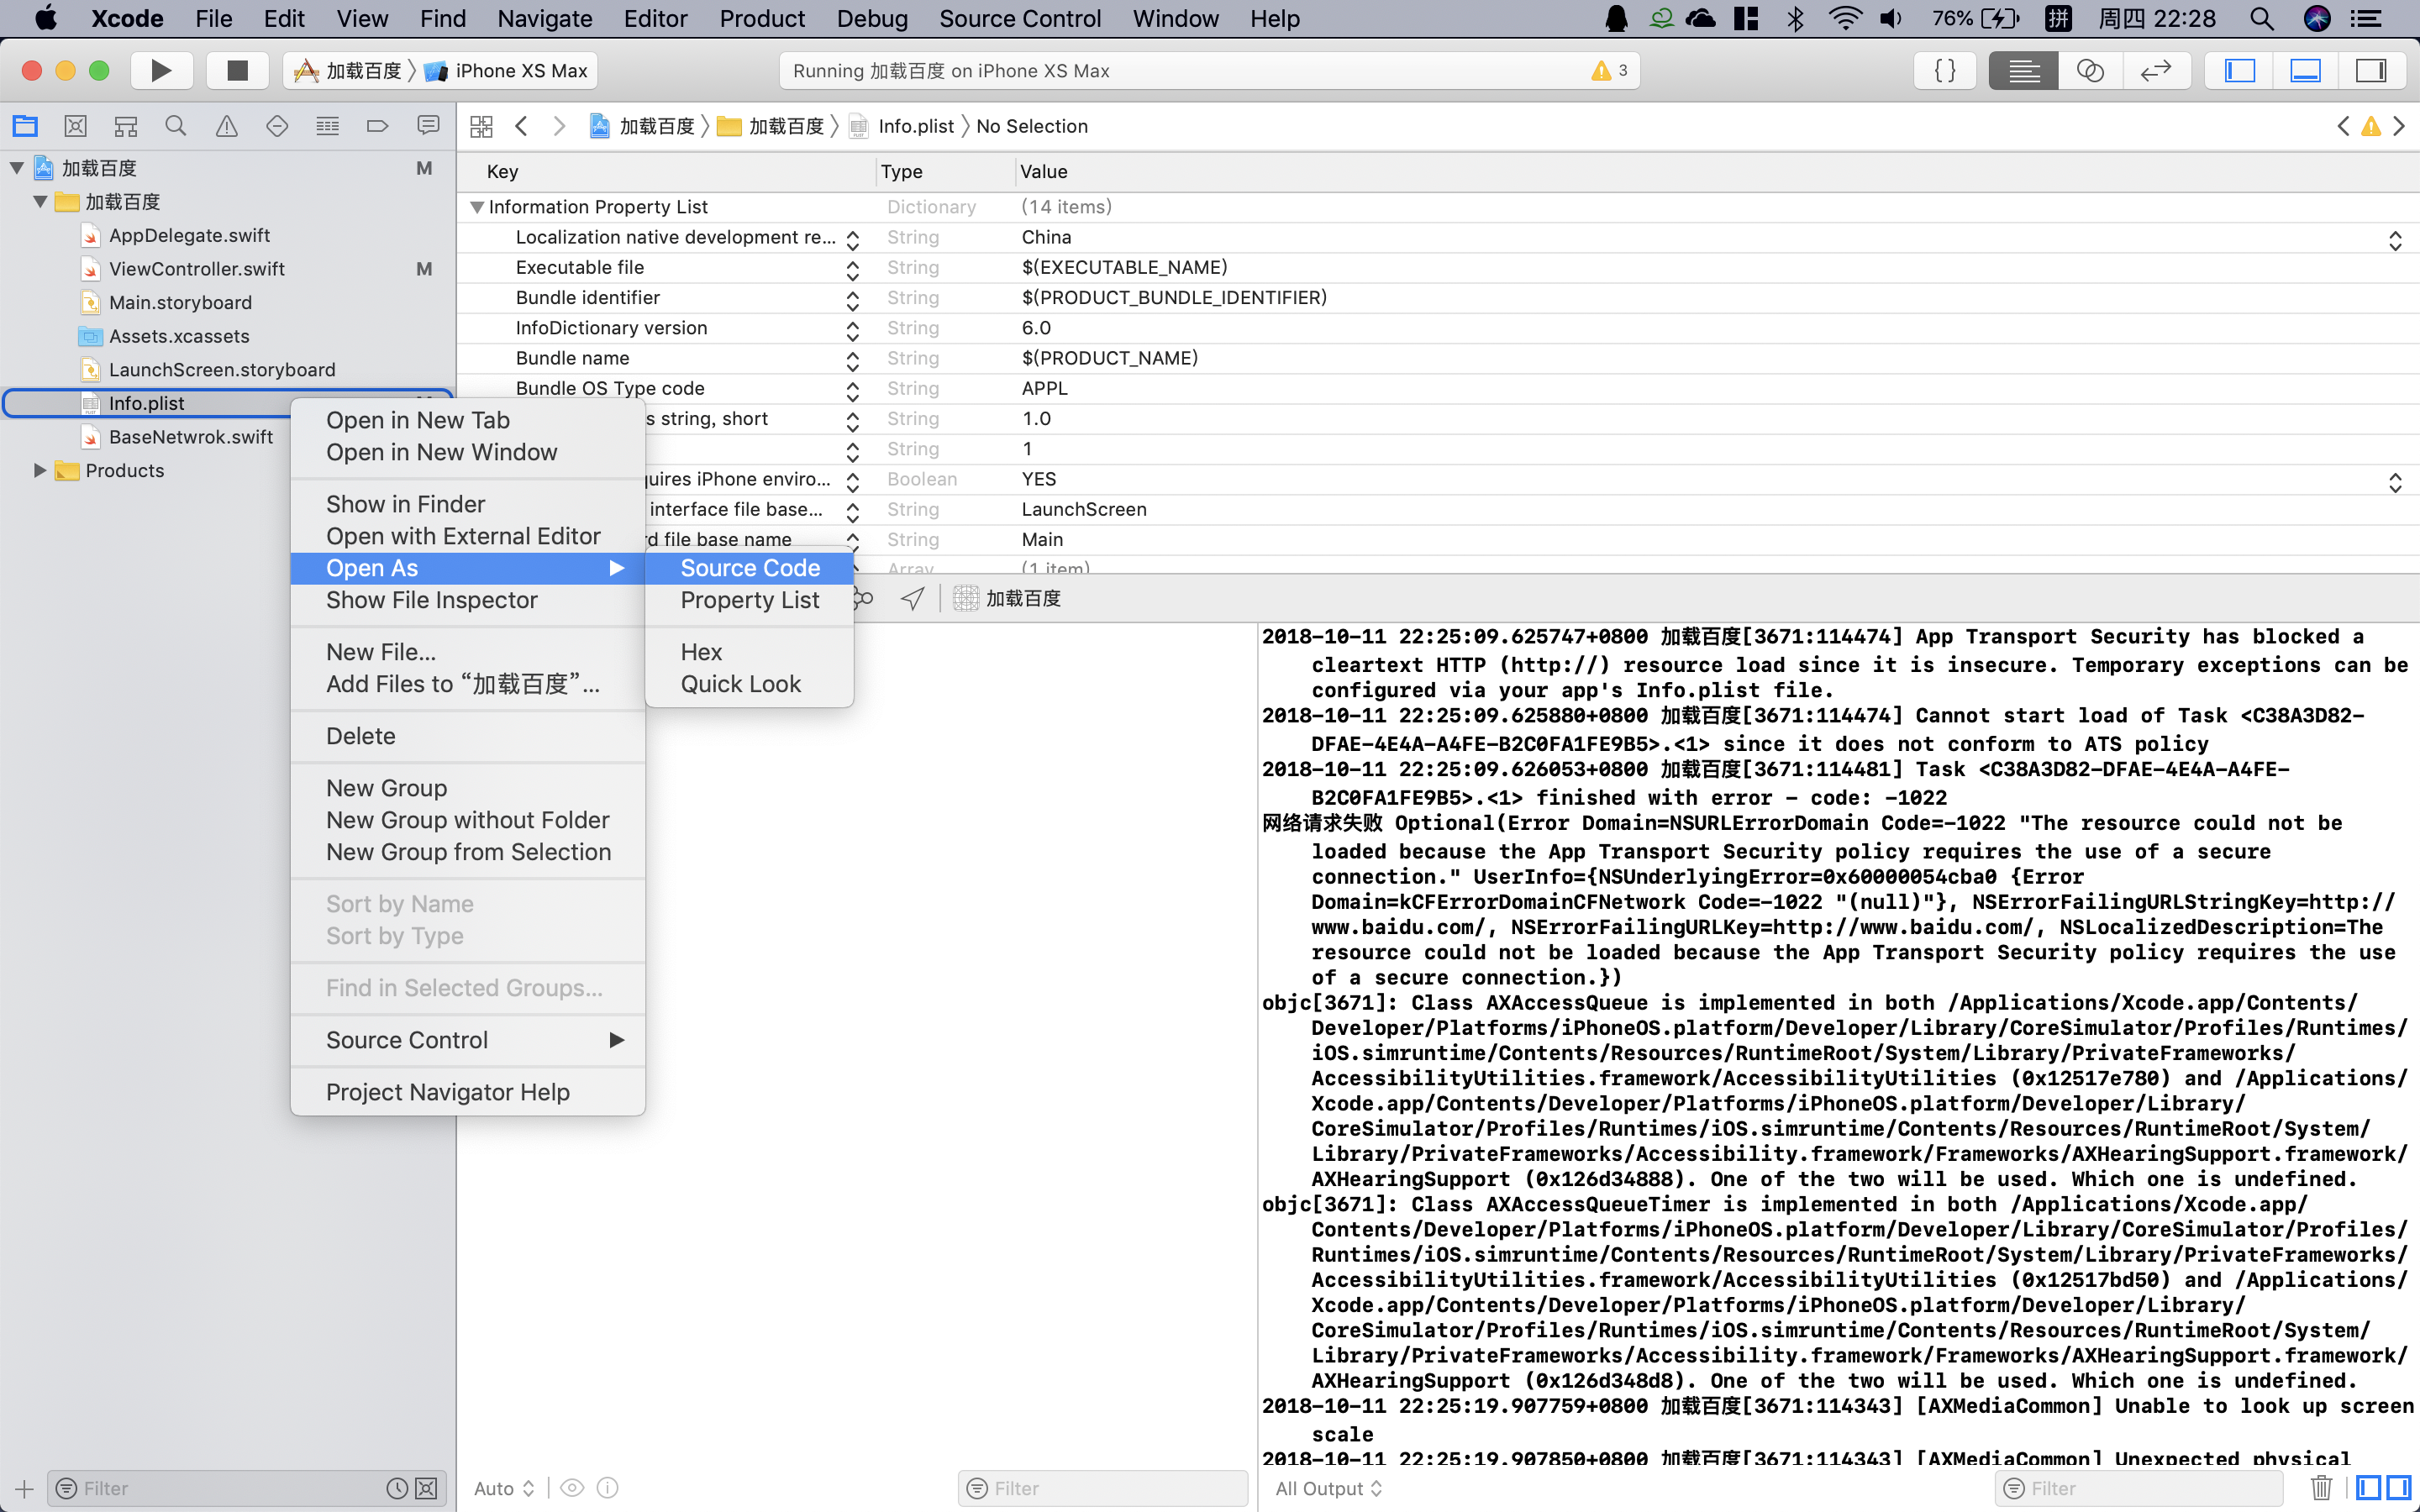 Xcode File Edit View Find Navigate Editor Product Debug Source Control Window Help 76% 拼 周四 22:28
加载百度 iPhone XS Max
Running 加载百度 on iPhone XS Max 3
{ }
加载百度 加载百度 Info.plist No Selection
加载百度 M
加载百度
AppDelegate.swift
ViewController.swift M
Main.storyboard
Assets.xcassets
LaunchScreen.storyboard
Info.plist
BaseNetwrok.swift
Products
Key Type Value
Information Property List Dictionary (14 items)
Localization native development re... String China
Executable file String $(EXECUTABLE_NAME)
Bundle identifier String $(PRODUCT_BUNDLE_IDENTIFIER)
InfoDictionary version String 6.0
Bundle name String $(PRODUCT_NAME)
Bundle OS Type code String APPL
s string, short String 1.0
String 1
uires iPhone enviro... Boolean YES
interface file base... String LaunchScreen
rd file base name String Main
Array (1 item)
Open in New Tab
Open in New Window
Show in Finder
Open with External Editor
Open As
Show File Inspector
New File...
Add Files to “加载百度”...
Delete
New Group
New Group without Folder
New Group from Selection
Sort by Name
Sort by Type
Find in Selected Groups...
Source Control
Project Navigator Help
Source Code
Property List
Hex
Quick Look
加载百度
2018-10-11 22:25:09.625747+0800 加载百度[3671:114474] App Transport Security has blocked a
cleartext HTTP (http://) resource load since it is insecure. Temporary exceptions can be
configured via your app's Info.plist file.
2018-10-11 22:25:09.625880+0800 加载百度[3671:114474] Cannot start load of Task <C38A3D82-
DFAE-4E4A-A4FE-B2C0FA1FE9B5>.<1> since it does not conform to ATS policy
2018-10-11 22:25:09.626053+0800 加载百度[3671:114481] Task <C38A3D82-DFAE-4E4A-A4FE-
B2C0FA1FE9B5>.<1> finished with error - code: -1022
网络请求失败 Optional(Error Domain=NSURLErrorDomain Code=-1022 "The resource could not be
loaded because the App Transport Security policy requires the use of a secure
connection." UserInfo={NSUnderlyingError=0x60000054cba0 {Error
Domain=kCFErrorDomainCFNetwork Code=-1022 "(null)"}, NSErrorFailingURLStringKey=http://
www.baidu.com/, NSErrorFailingURLKey=http://www.baidu.com/, NSLocalizedDescription=The
resource could not be loaded because the App Transport Security policy requires the use
of a secure connection.})
objc[3671]: Class AXAccessQueue is implemented in both /Applications/Xcode.app/Contents/
Developer/Platforms/iPhoneOS.platform/Developer/Library/CoreSimulator/Profiles/Runtimes/
iOS.simruntime/Contents/Resources/RuntimeRoot/System/Library/PrivateFrameworks/
AccessibilityUtilities.framework/AccessibilityUtilities (0x12517e780) and /Applications/
Xcode.app/Contents/Developer/Platforms/iPhoneOS.platform/Developer/Library/
CoreSimulator/Profiles/Runtimes/iOS.simruntime/Contents/Resources/RuntimeRoot/System/
Library/PrivateFrameworks/Accessibility.framework/Frameworks/AXHearingSupport.framework/
AXHearingSupport (0x126d34888). One of the two will be used. Which one is undefined.
objc[3671]: Class AXAccessQueueTimer is implemented in both /Applications/Xcode.app/
Contents/Developer/Platforms/iPhoneOS.platform/Developer/Library/CoreSimulator/Profiles/
Runtimes/iOS.simruntime/Contents/Resources/RuntimeRoot/System/Library/PrivateFrameworks/
AccessibilityUtilities.framework/AccessibilityUtilities (0x12517bd50) and /Applications/
Xcode.app/Contents/Developer/Platforms/iPhoneOS.platform/Developer/Library/
CoreSimulator/Profiles/Runtimes/iOS.simruntime/Contents/Resources/RuntimeRoot/System/
Library/PrivateFrameworks/Accessibility.framework/Frameworks/AXHearingSupport.framework/
AXHearingSupport (0x126d348d8). One of the two will be used. Which one is undefined.
2018-10-11 22:25:19.907759+0800 加载百度[3671:114343] [AXMediaCommon] Unable to look up screen
scale
2018-10-11 22:25:19.907850+0800 加载百度[3671:114343] [AXMediaCommon] Unexpected physical
Filter Auto Filter All Output Filter